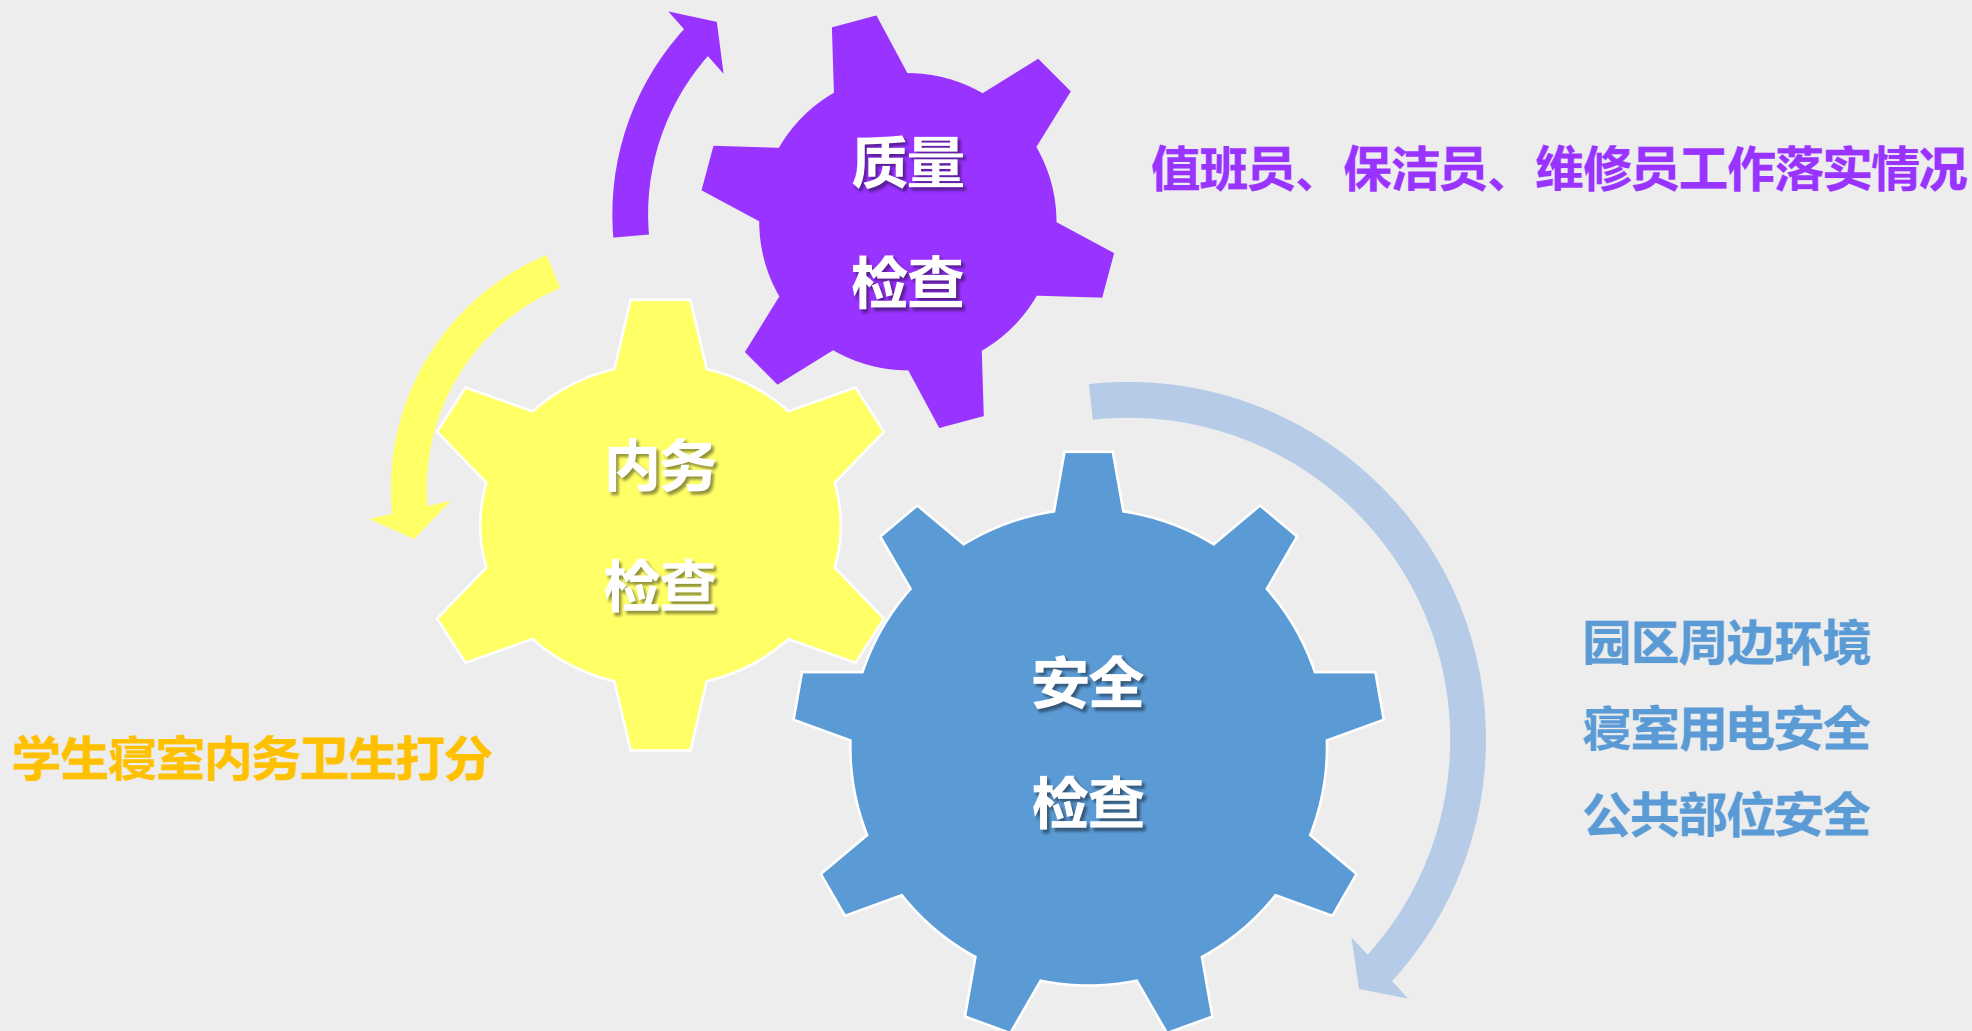 质量
检查
值班员、保洁员、维修员工作落实情况
内务
检查
学生寝室内务卫生打分
安全
检查
园区周边环境
寝室用电安全
公共部位安全